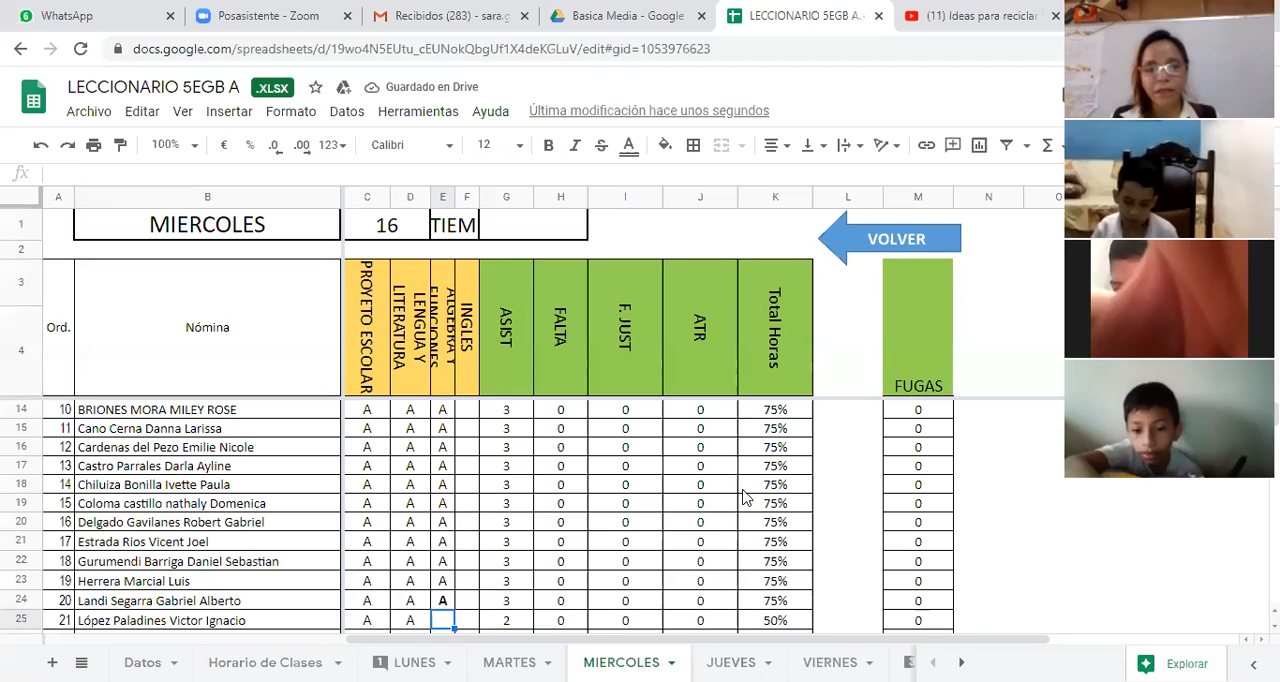 WhatsApp
Posasistente - Zoom
Recibidos (283) - sara.g
Basica Media - Google
LECCIONARIO 5EGB A.
(11) Ideas para reciclar
docs.google.com/spreadsheets/d/19wo4N5EUtu_cEUNokQbgUf1X4deKGLuV/edit#gid=1053976623
LECCIONARIO 5EGB A .XLSX Guardado en Drive
Archivo Editar Ver Insertar Formato Datos Herramientas Ayuda Última modificación hace unos segundos
100% € % .0 .00 123 Calibri 12 B I S A Σ
fx
A B C D E F G H I J K L M N O
1 MIERCOLES 16 TIEM VOLVER
2
3
4
Ord. Nómina PROYETO ESCOLAR LENGUA Y LITERATURA ALGEBRA Y FUNCIONES INGLES ASIST FALTA F. JUST ATR Total Horas FUGAS
14 10 BRIONES MORA MILEY ROSE A A A 3 0 0 0 75% 0
15 11 Cano Cerna Danna Larissa A A A 3 0 0 0 75% 0
16 12 Cardenas del Pezo Emilie Nicole A A A 3 0 0 0 75% 0
17 13 Castro Parrales Darla Ayline A A A 3 0 0 0 75% 0
18 14 Chiluiza Bonilla Ivette Paula A A A 3 0 0 0 75% 0
19 15 Coloma castillo nathaly Domenica A A A 3 0 0 0 75% 0
20 16 Delgado Gavilanes Robert Gabriel A A A 3 0 0 0 75% 0
21 17 Estrada Rios Vicent Joel A A A 3 0 0 0 75% 0
22 18 Gurumendi Barriga Daniel Sebastian A A A 3 0 0 0 75% 0
23 19 Herrera Marcial Luis A A A 3 0 0 0 75% 0
24 20 Landi Segarra Gabriel Alberto A A A 3 0 0 0 75% 0
25 21 López Paladines Victor Ignacio A A 2 0 0 0 50% 0
Datos Horario de Clases 1 LUNES MARTES MIERCOLES JUEVES VIERNES Explorar